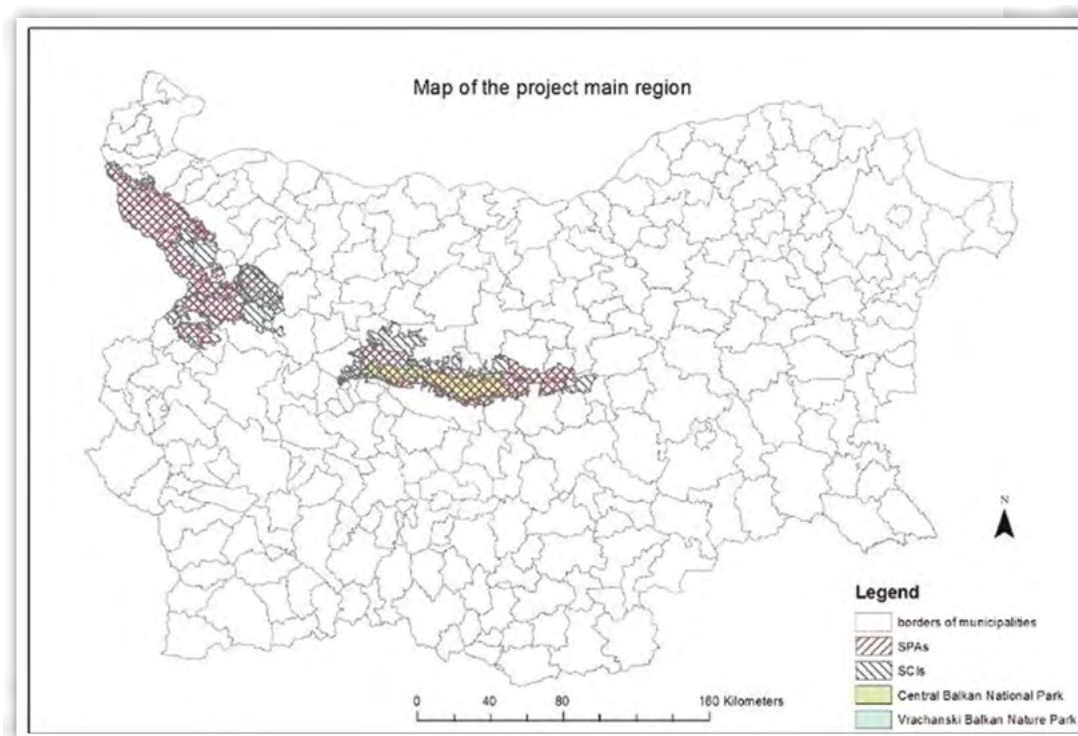 Map of the project main region
N
Legend
borders of municipalities
SPAs
SCIs
Central Balkan National Park
Vrachanski Balkan Nature Park
0 40 80 160 Kilometers